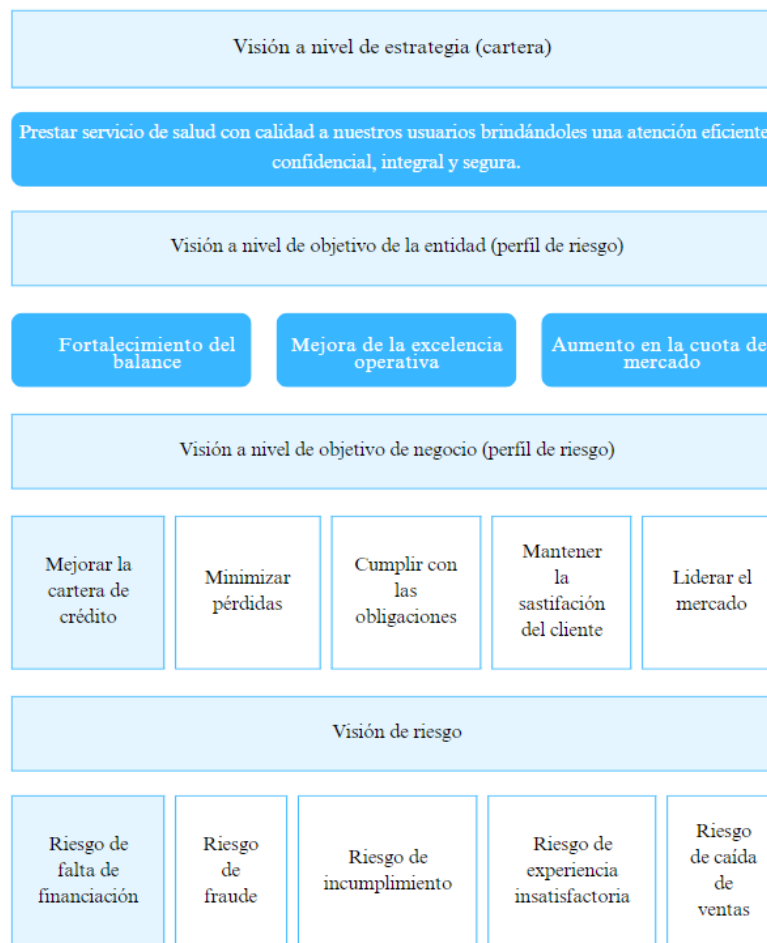 Visión a nivel de estrategia (cartera)
Prestar servicio de salud con calidad a nuestros usuarios brindándoles una atención eficiente
confidencial, integral y segura.
Visión a nivel de objetivo de la entidad (perfil de riesgo)
Fortalecimiento del
balance
Mejora de la excelencia
operativa
Aumento en la cuota de
mercado
Visión a nivel de objetivo de negocio (perfil de riesgo)
Mejorar la
cartera de
crédito
Minimizar
pérdidas
Cumplir con
las
obligaciones
Mantener
la
sastifación
del cliente
Liderar el
mercado
Visión de riesgo
Riesgo de
falta de
financiación
Riesgo
de
fraude
Riesgo de
incumplimiento
Riesgo de
experiencia
insatisfactoria
Riesgo
de caída
de
ventas